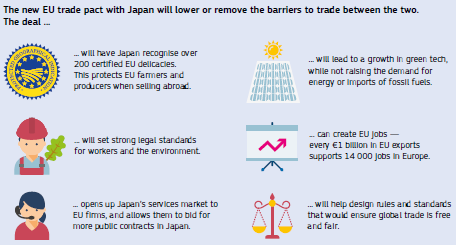 The new EU trade pact with Japan will lower or remove the barriers to trade between the two.
The deal ...
... will have Japan recognise over
200 certified EU delicacies.
This protects EU farmers and
producers when selling abroad.
... will lead to a growth in green tech,
while not raising the demand for
energy or imports of fossil fuels.
... will set strong legal standards
for workers and the environment.
... can create EU jobs —
every €1 billion in EU exports
supports 14 000 jobs in Europe.
... opens up Japan's services market to
EU firms, and allows them to bid for
more public contracts in Japan.
... will help design rules and standards
that would ensure global trade is free
and fair.